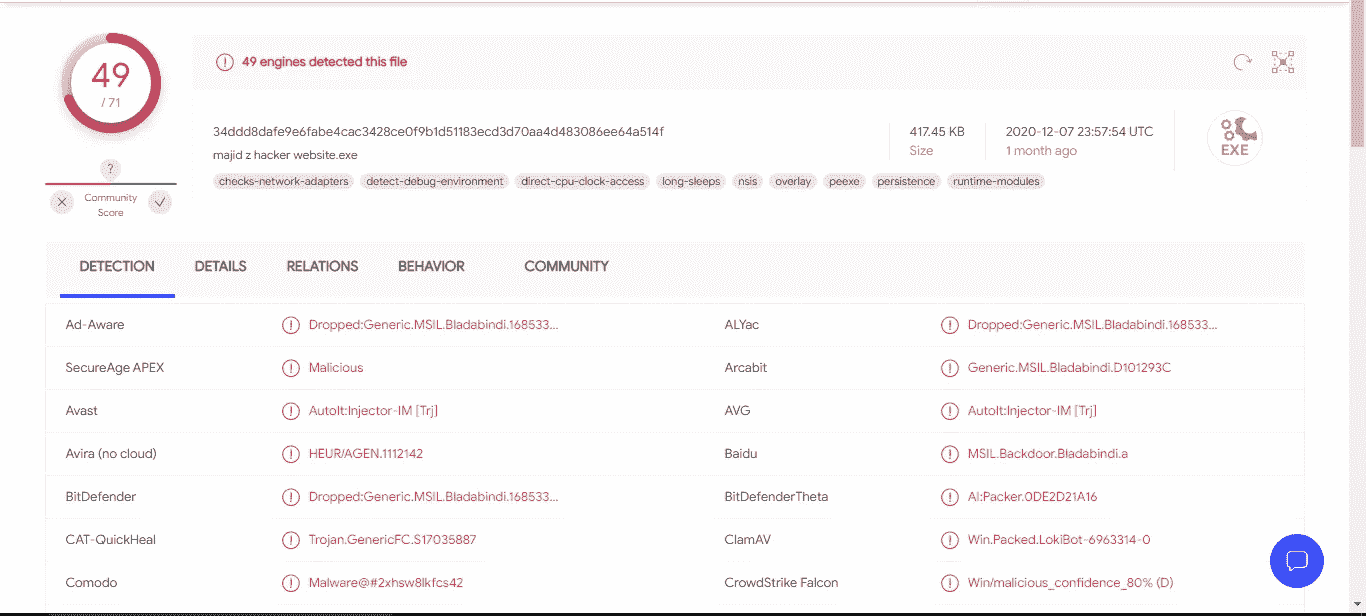 49
/ 71
49 engines detected this file
34ddd8dafe9e6fabe4cac3428ce0f9b1d51183ecd3d70aa4d483086ee64a514f
majid z hacker website.exe
417.45 KB
Size
2020-12-07 23:57:54 UTC
1 month ago
EXE
checks-network-adapters detect-debug-environment direct-cpu-clock-access long-sleeps nsis overlay peexe persistence runtime-modules
?
Community
Score
DETECTION DETAILS RELATIONS BEHAVIOR COMMUNITY
Ad-Aware Dropped:Generic.MSIL.Bladabindi.168533... ALYac Dropped:Generic.MSIL.Bladabindi.168533...
SecureAge APEX Malicious Arcabit Generic.MSIL.Bladabindi.D101293C
Avast AutoIt:Injector-IM [Trj] AVG AutoIt:Injector-IM [Trj]
Avira (no cloud) HEUR/AGEN.1112142 Baidu MSIL.Backdoor.Bladabindi.a
BitDefender Dropped:Generic.MSIL.Bladabindi.168533... BitDefenderTheta AI:Packer.0DE2D21A16
CAT-QuickHeal Trojan.GenericFC.S17035887 ClamAV Win.Packed.LokiBot-6963314-0
Comodo Malware@#2xhsw8lkfcs42 CrowdStrike Falcon Win/malicious_confidence_80% (D)